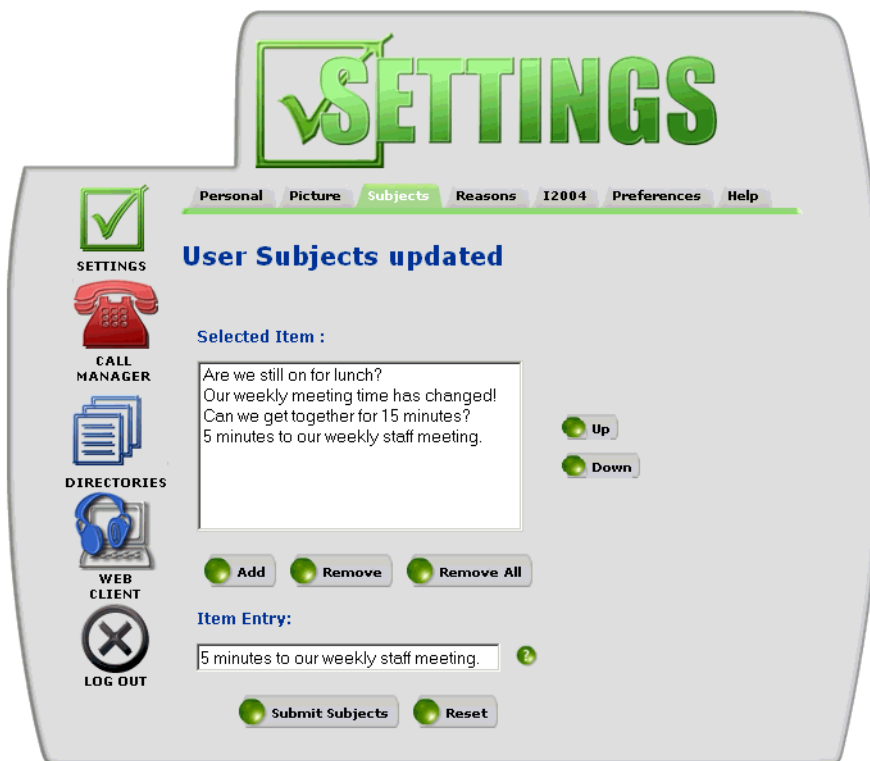 SETTINGS
Personal Picture Subjects Reasons I2004 Preferences Help
SETTINGS
User Subjects updated
CALL
MANAGER
Selected Item :
Are we still on for lunch?
Our weekly meeting time has changed!
Can we get together for 15 minutes?
5 minutes to our weekly staff meeting.
Up
Down
DIRECTORIES
WEB
CLIENT
Add Remove Remove All
Item Entry:
5 minutes to our weekly staff meeting. ?
LOG OUT
Submit Subjects Reset